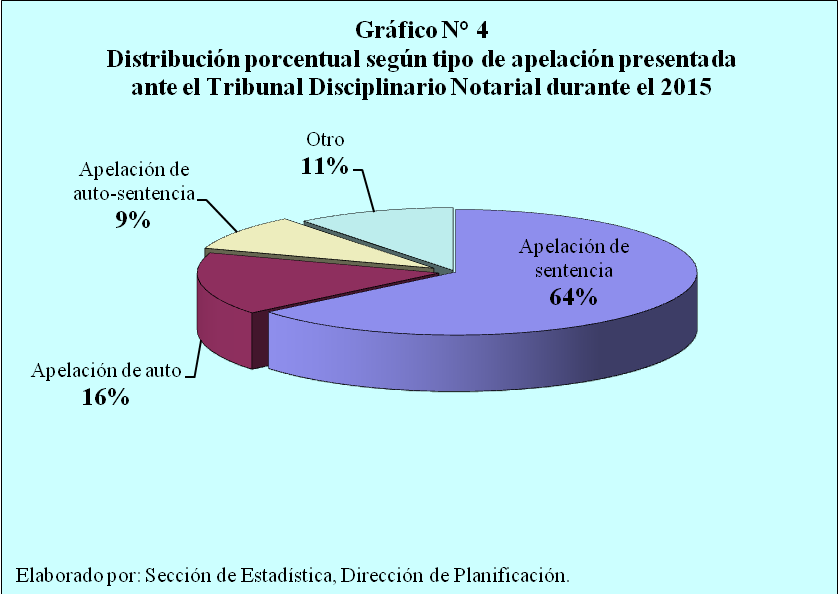 Gráfico N° 4
Distribución porcentual según tipo de apelación presentada
ante el Tribunal Disciplinario Notarial durante el 2015
Otro
11%
Apelación de
auto-sentencia
9%
Apelación de
sentencia
64%
Apelación de auto
16%
Elaborado por: Sección de Estadística, Dirección de Planificación.